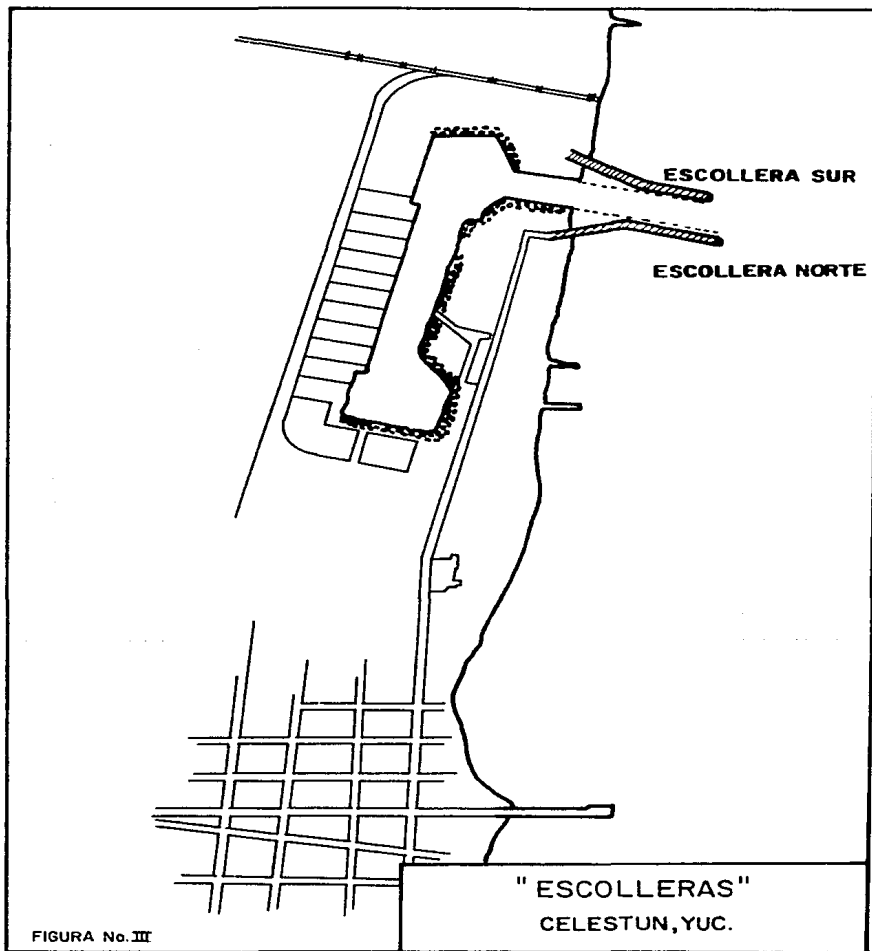 ESCOLLERA SUR
ESCOLLERA NORTE
"ESCOLLERAS"
CELESTUN, YUC.
FIGURA No. III